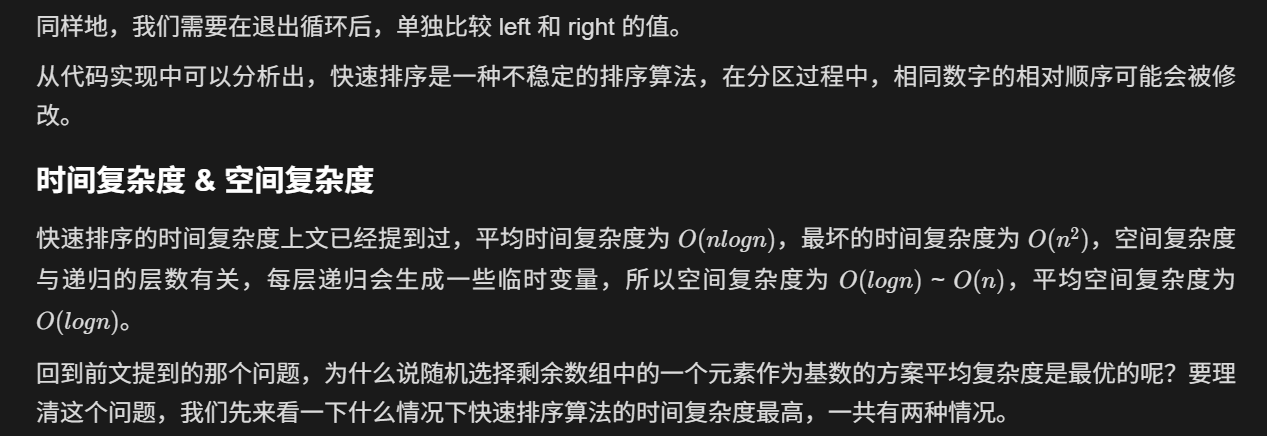 同样地，我们需要在退出循环后，单独比较 left 和 right 的值。
从代码实现中可以分析出，快速排序是一种不稳定的排序算法，在分区过程中，相同数字的相对顺序可能会被修
改。
时间复杂度 & 空间复杂度
快速排序的时间复杂度上文已经提到过，平均时间复杂度为 O(nlogn)，最坏的时间复杂度为 O(n²)，空间复杂度
与递归的层数有关，每层递归会生成一些临时变量，所以空间复杂度为 O(logn) ~ O(n)，平均空间复杂度为
O(logn)。
回到前文提到的那个问题，为什么说随机选择剩余数组中的一个元素作为基数的方案平均复杂度是最优的呢？要理
清这个问题，我们先来看一下什么情况下快速排序算法的时间复杂度最高，一共有两种情况。